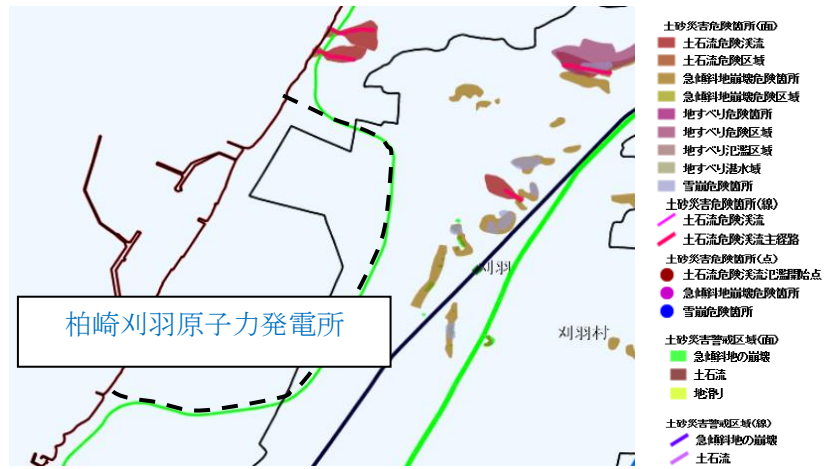 柏崎刈羽原子力発電所
刈羽
刈羽村
土砂災害危険箇所(面)
土石流危険渓流
土石流危険区域
急傾斜地崩壊危険箇所
急傾斜地崩壊危険区域
地すべり危険箇所
地すべり危険区域
地すべり氾濫区域
地すべり湛水域
雪崩危険箇所
土砂災害危険箇所(線)
土石流危険渓流
土石流危険渓流主経路
土砂災害危険箇所(点)
土石流危険渓流氾濫開始点
急傾斜地崩壊危険箇所
雪崩危険箇所
土砂災害警戒区域(面)
急傾斜地の崩壊
土石流
地滑り
土砂災害警戒区域(線)
急傾斜地の崩壊
土石流